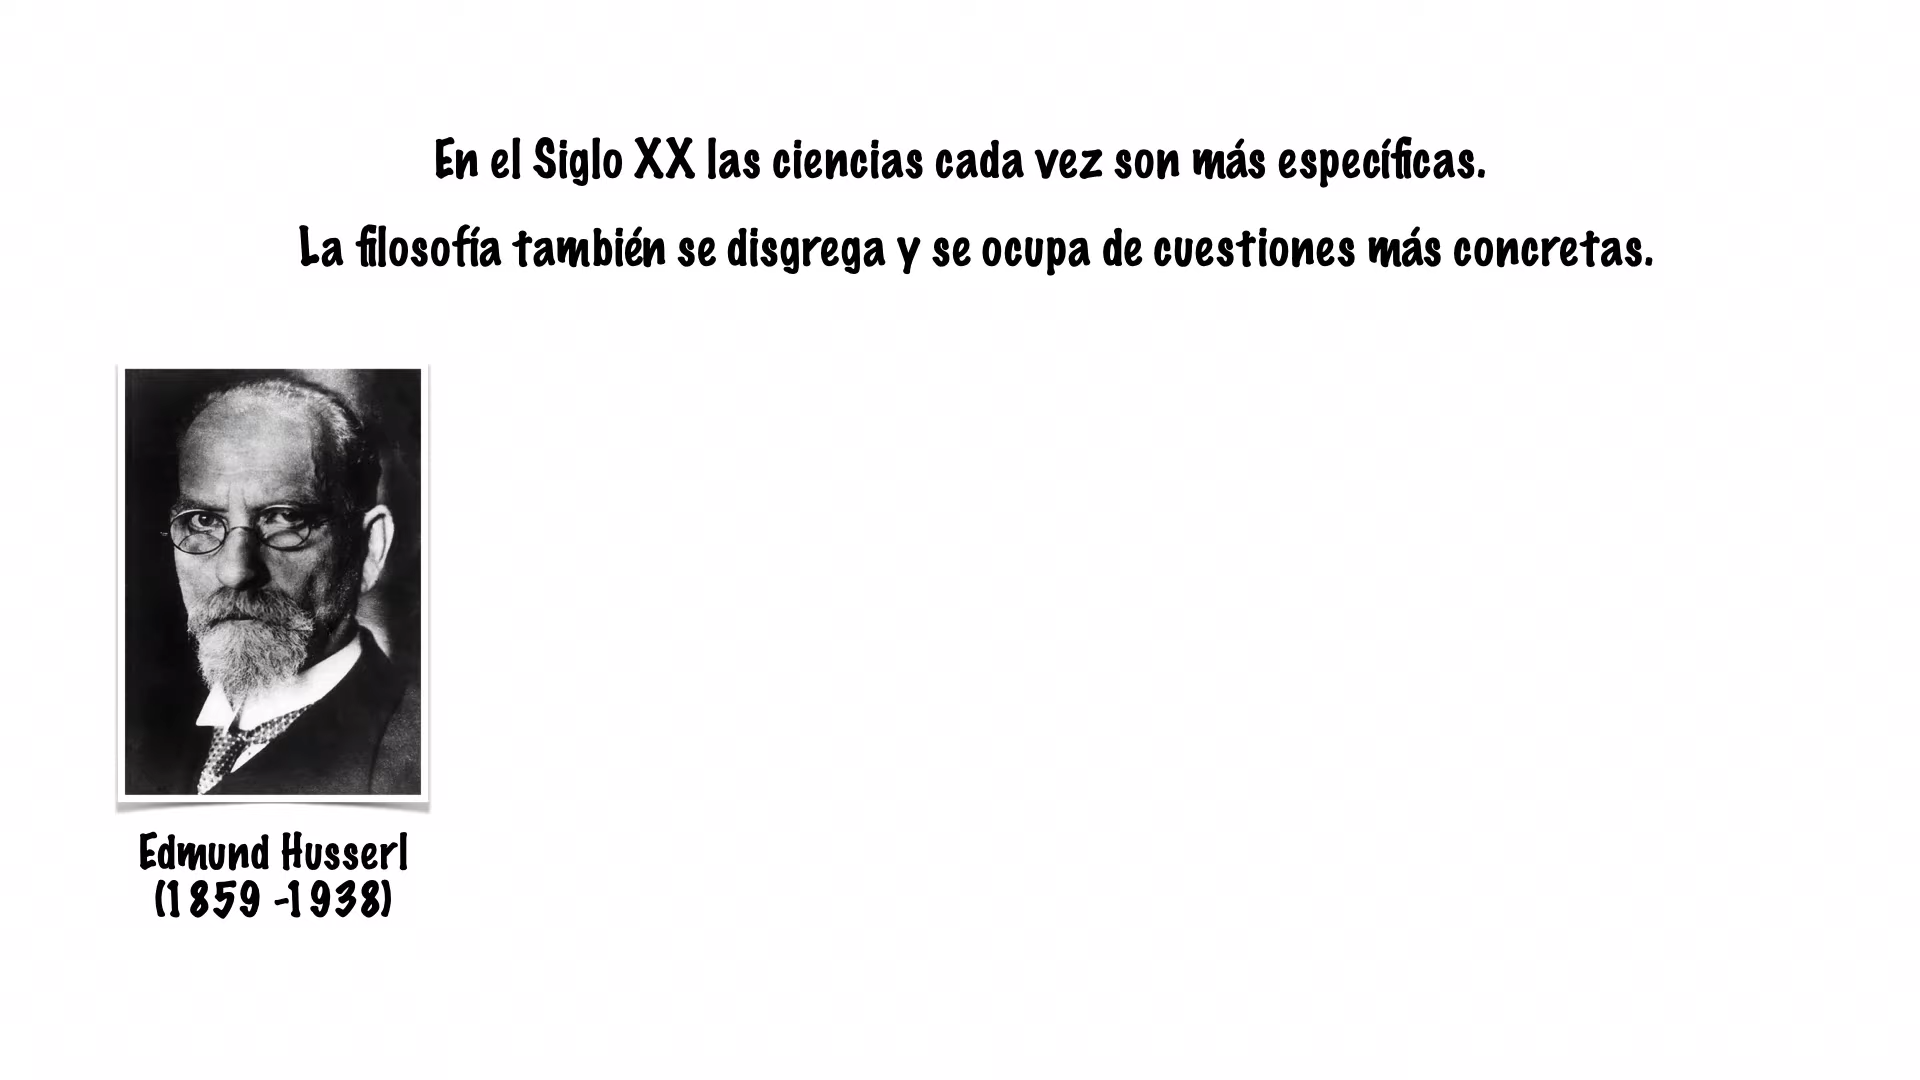 En el Siglo XX las ciencias cada vez son más específicas.
La filosofía también se disgrega y se ocupa de cuestiones más concretas.
Edmund Husserl
(1859 -1938)